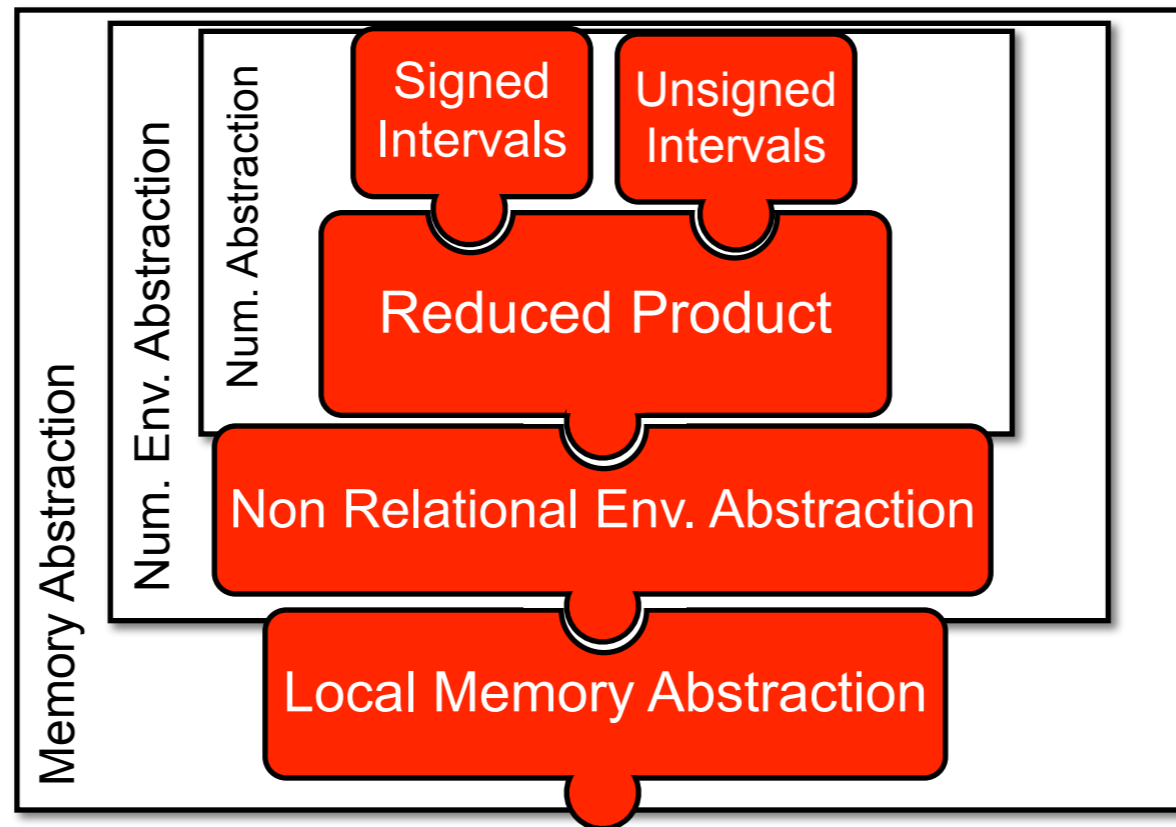 Memory Abstraction
Num. Env. Abstraction
Num. Abstraction
Signed
Intervals
Unsigned
Intervals
Reduced Product
Non Relational Env. Abstraction
Local Memory Abstraction